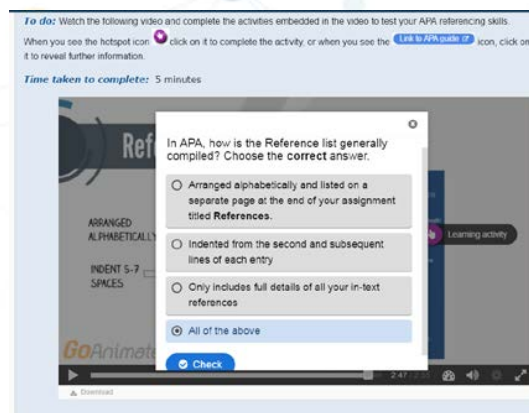 To do: Watch the following video and complete the activities embedded in the video to test your APA referencing skills.
When you see the hotspot icon click on it to complete the activity, or when you see the Link to APA guide icon, click on
it to reveal further information.
Time taken to complete: 5 minutes
Ref
In APA, how is the Reference list generally
compiled? Choose the correct answer.
Arranged alphabetically and listed on a
separate page at the end of your assignment
titled References.
ARRANGED
ALPHABETICALLY
Learning activity
Indented from the second and subsequent
lines of each entry
INDENT 5-7
SPACES
Only includes full details of all your in-text
references
All of the above
GoAnimate
Check
2:47
Download